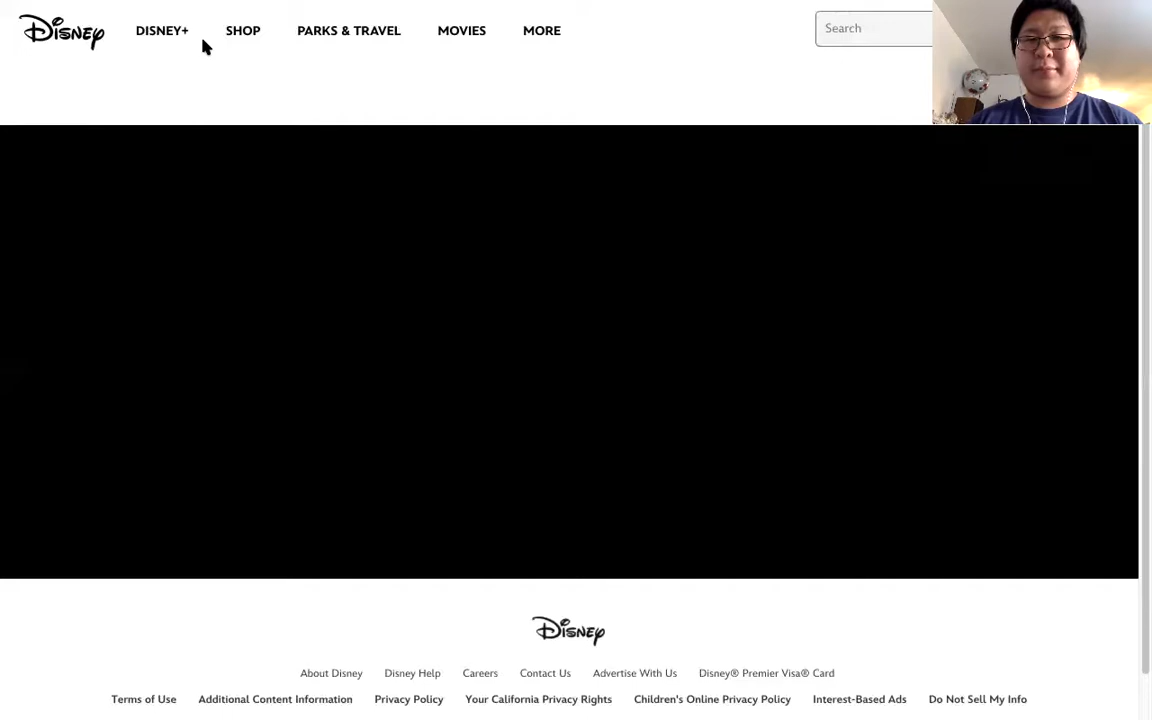 Disney DISNEY+ SHOP PARKS & TRAVEL MOVIES MORE Search
Disney
About Disney Disney Help Careers Contact Us Advertise With Us Disney® Premier Visa® Card
Terms of Use Additional Content Information Privacy Policy Your California Privacy Rights Children's Online Privacy Policy Interest-Based Ads Do Not Sell My Info